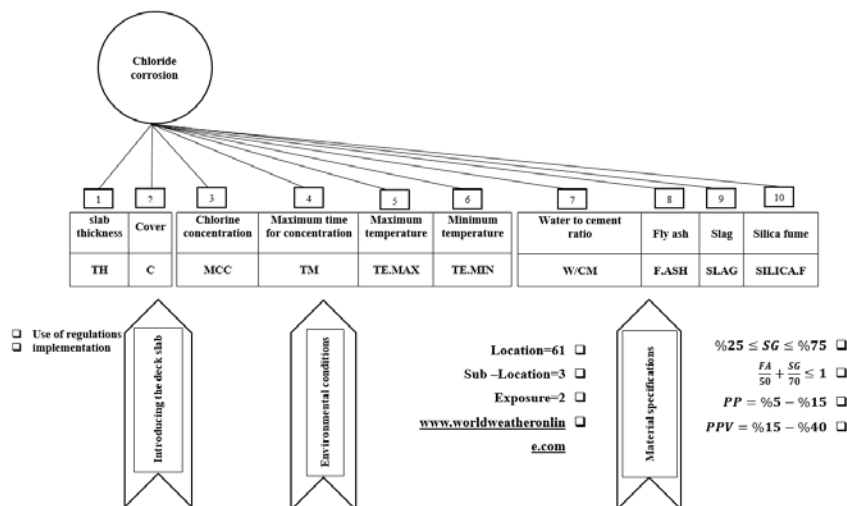 Chloride
corrosion
1
2
3
4
5
6
7
8
9
10
slab
thickness
Cover
Chlorine
concentration
Maximum time
for concentration
Maximum
temperature
Minimum
temperature
Water to cement
ratio
Fly ash
Slag
Silica fume
TH
C
MCC
TM
TE.MAX
TE.MIN
W/CM
F.ASH
SLAG
SILICA.F
Use of regulations
implementation
Introducing the deck slab
Environmental conditions
Location=61
Sub –Location=3
Exposure=2
www.worldweatheronlin
e.com
Material specifications
%25 ≤ SG ≤ %75
FA/50 + SG/70 ≤ 1
PP = %5 − %15
PPV = %15 − %40